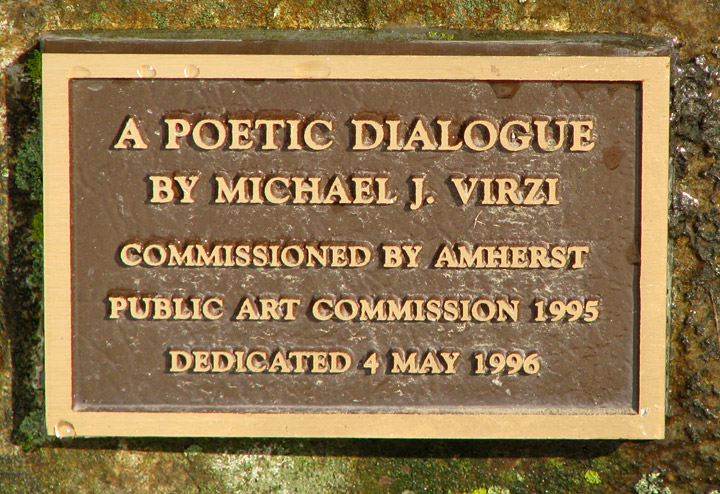 A POETIC DIALOGUE
BY MICHAEL J. VIRZI
COMMISSIONED BY AMHERST
PUBLIC ART COMMISSION 1995
DEDICATED 4 MAY 1996